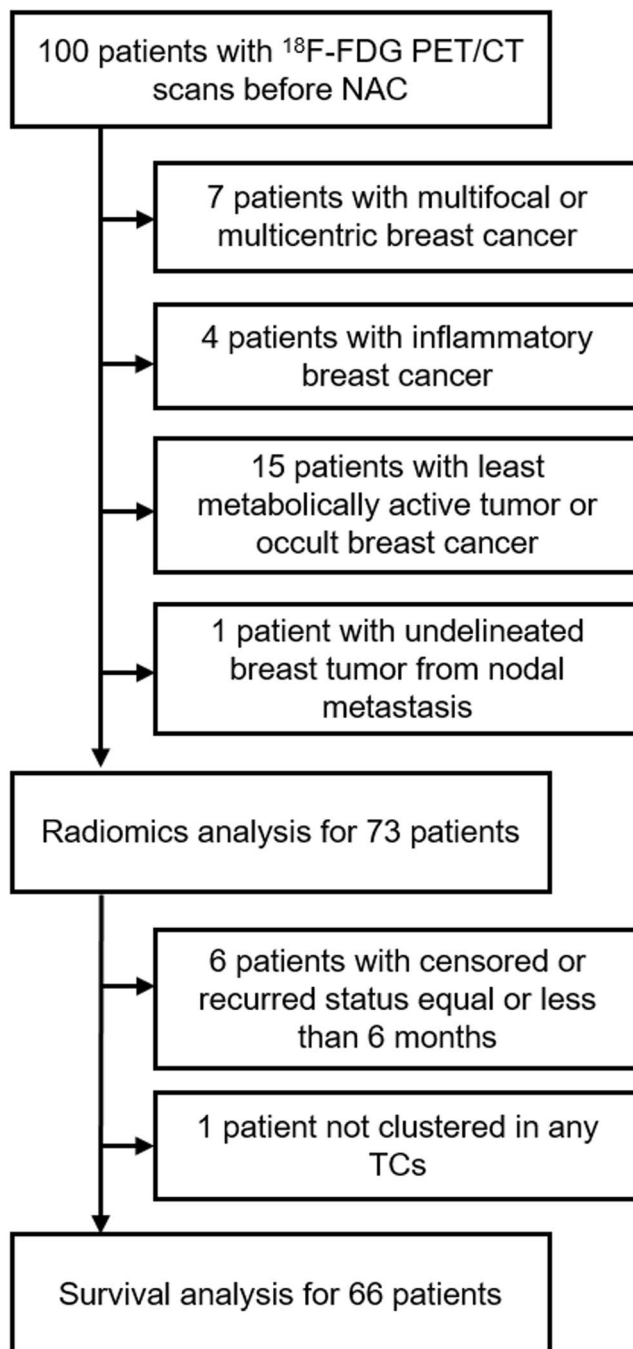 100 patients with ¹⁸F-FDG PET/CT
scans before NAC
7 patients with multifocal or
multicentric breast cancer
4 patients with inflammatory
breast cancer
15 patients with least
metabolically active tumor or
occult breast cancer
1 patient with undelineated
breast tumor from nodal
metastasis
Radiomics analysis for 73 patients
6 patients with censored or
recurred status equal or less
than 6 months
1 patient not clustered in any
TCs
Survival analysis for 66 patients